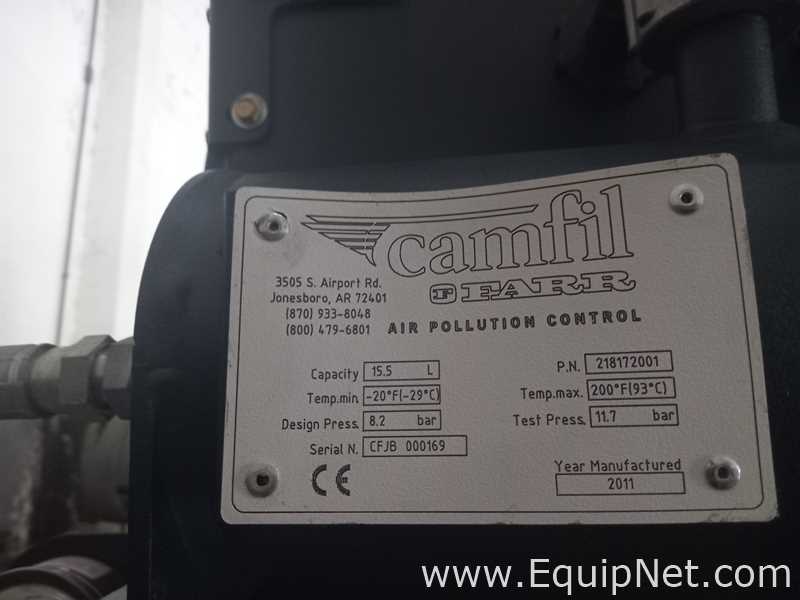 camfil
FARR
AIR POLLUTION CONTROL
3505 S. Airport Rd.
Jonesboro, AR 72401
(870) 933-8048
(800) 479-6801
Capacity 15.5 L
P.N. 218172001
Temp.min. -20°F(-29°C)
Temp.max. 200°F(93°C)
Design Press. 8.2 bar
Test Press. 11.7 bar
Serial N. CFJB 000169
CE
Year Manufactured
2011
www.EquipNet.com